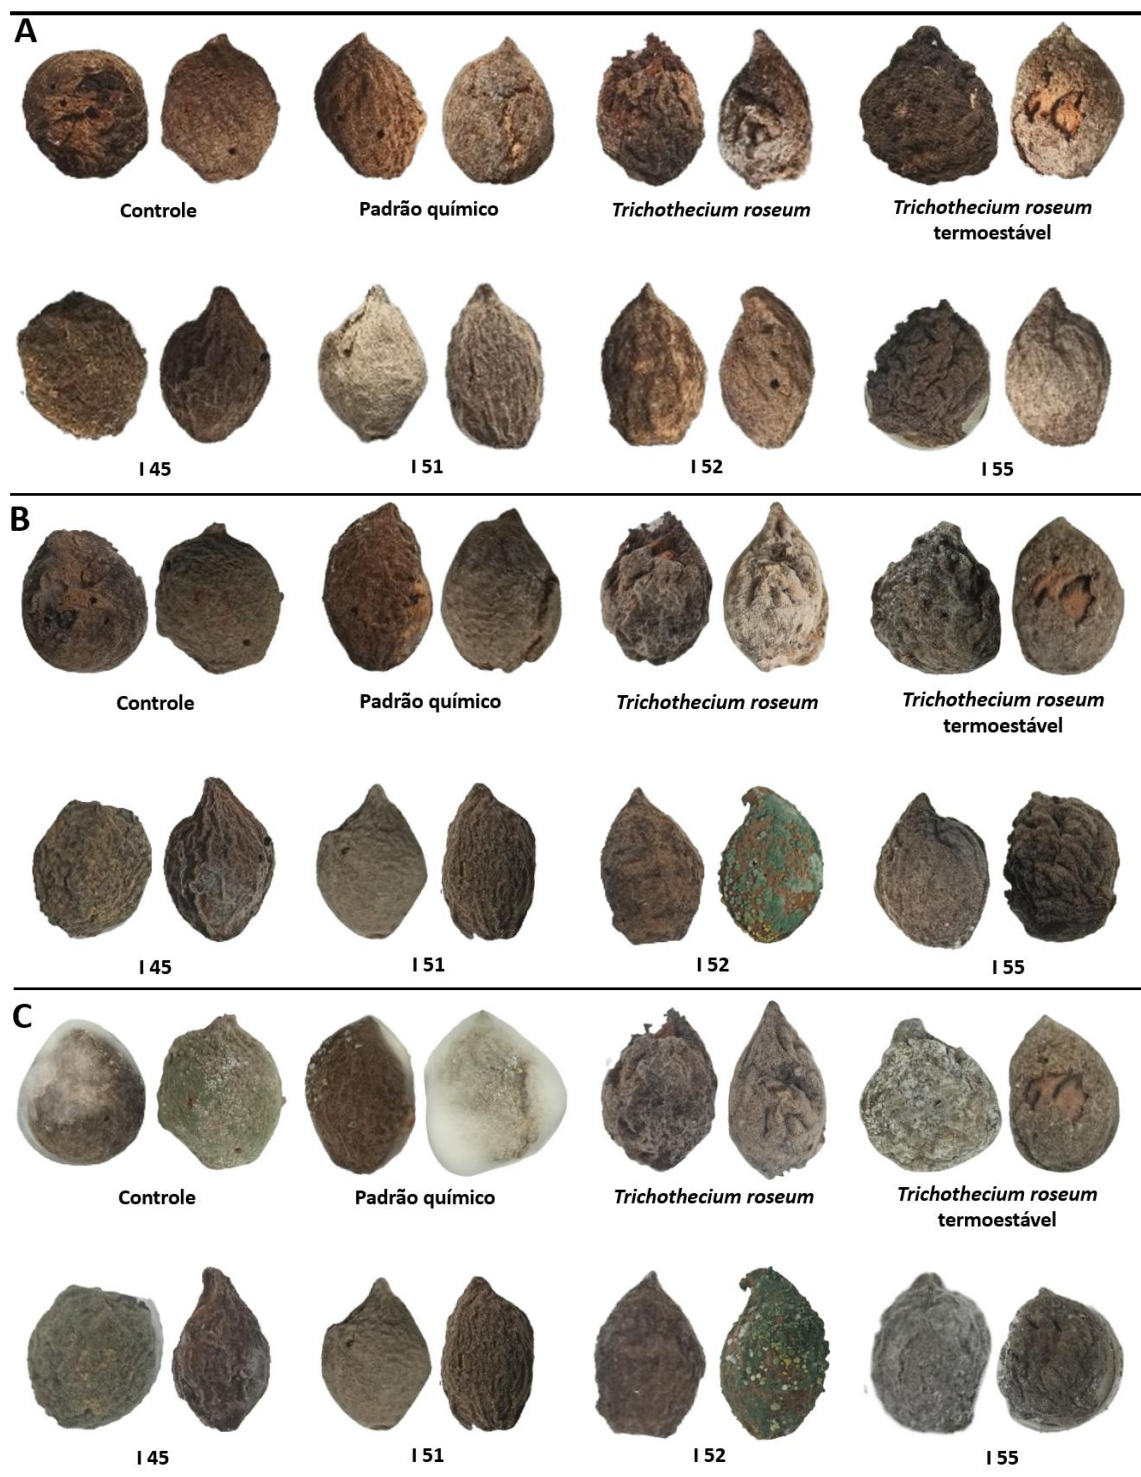 A
Controle
Padrão químico
Trichothecium roseum
Trichothecium roseum
termoestável
I 45
I 51
I 52
I 55
B
Controle
Padrão químico
Trichothecium roseum
Trichothecium roseum
termoestável
I 45
I 51
I 52
I 55
C
Controle
Padrão químico
Trichothecium roseum
Trichothecium roseum
termoestável
I 45
I 51
I 52
I 55